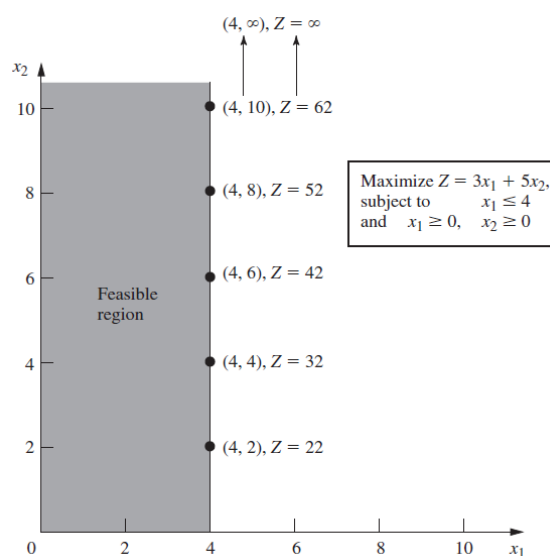 (4, ∞), Z = ∞
x₂
10
(4, 10), Z = 62
8
(4, 8), Z = 52
Maximize Z = 3x₁ + 5x₂,
subject to x₁ ≤ 4
and x₁ ≥ 0, x₂ ≥ 0
6
(4, 6), Z = 42
Feasible
region
4
(4, 4), Z = 32
2
(4, 2), Z = 22
0
2
4
6
8
10
x₁